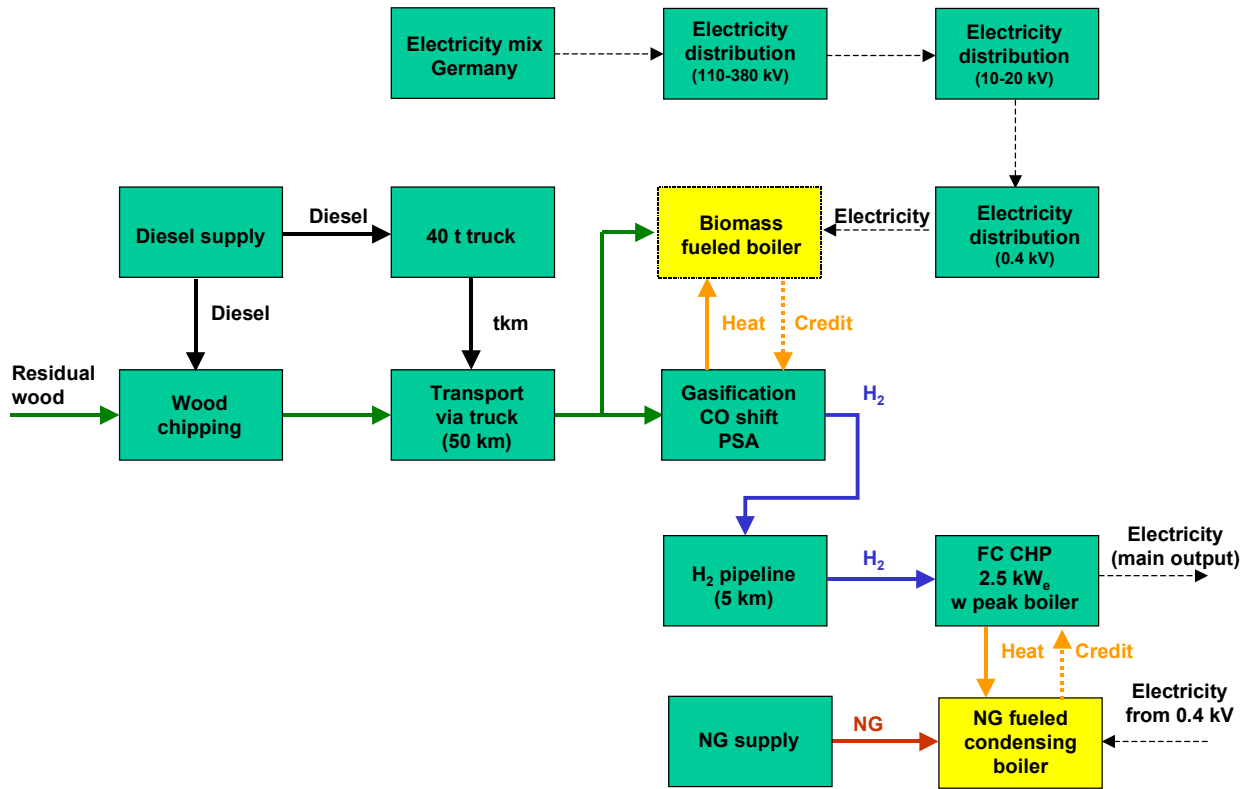 Electricity mix
Germany
Electricity
distribution
(110-380 kV)
Electricity
distribution
(10-20 kV)
Diesel supply
Diesel
40 t truck
Biomass
fueled boiler
Electricity
Electricity
distribution
(0.4 kV)
Diesel
tkm
Heat
Credit
Residual
wood
Wood
chipping
Transport
via truck
(50 km)
Gasification
CO shift
PSA
H₂
H₂ pipeline
(5 km)
H₂
FC CHP
2.5 kWₑ
w peak boiler
Electricity
(main output)
Heat
Credit
NG supply
NG
NG fueled
condensing
boiler
Electricity
from 0.4 kV